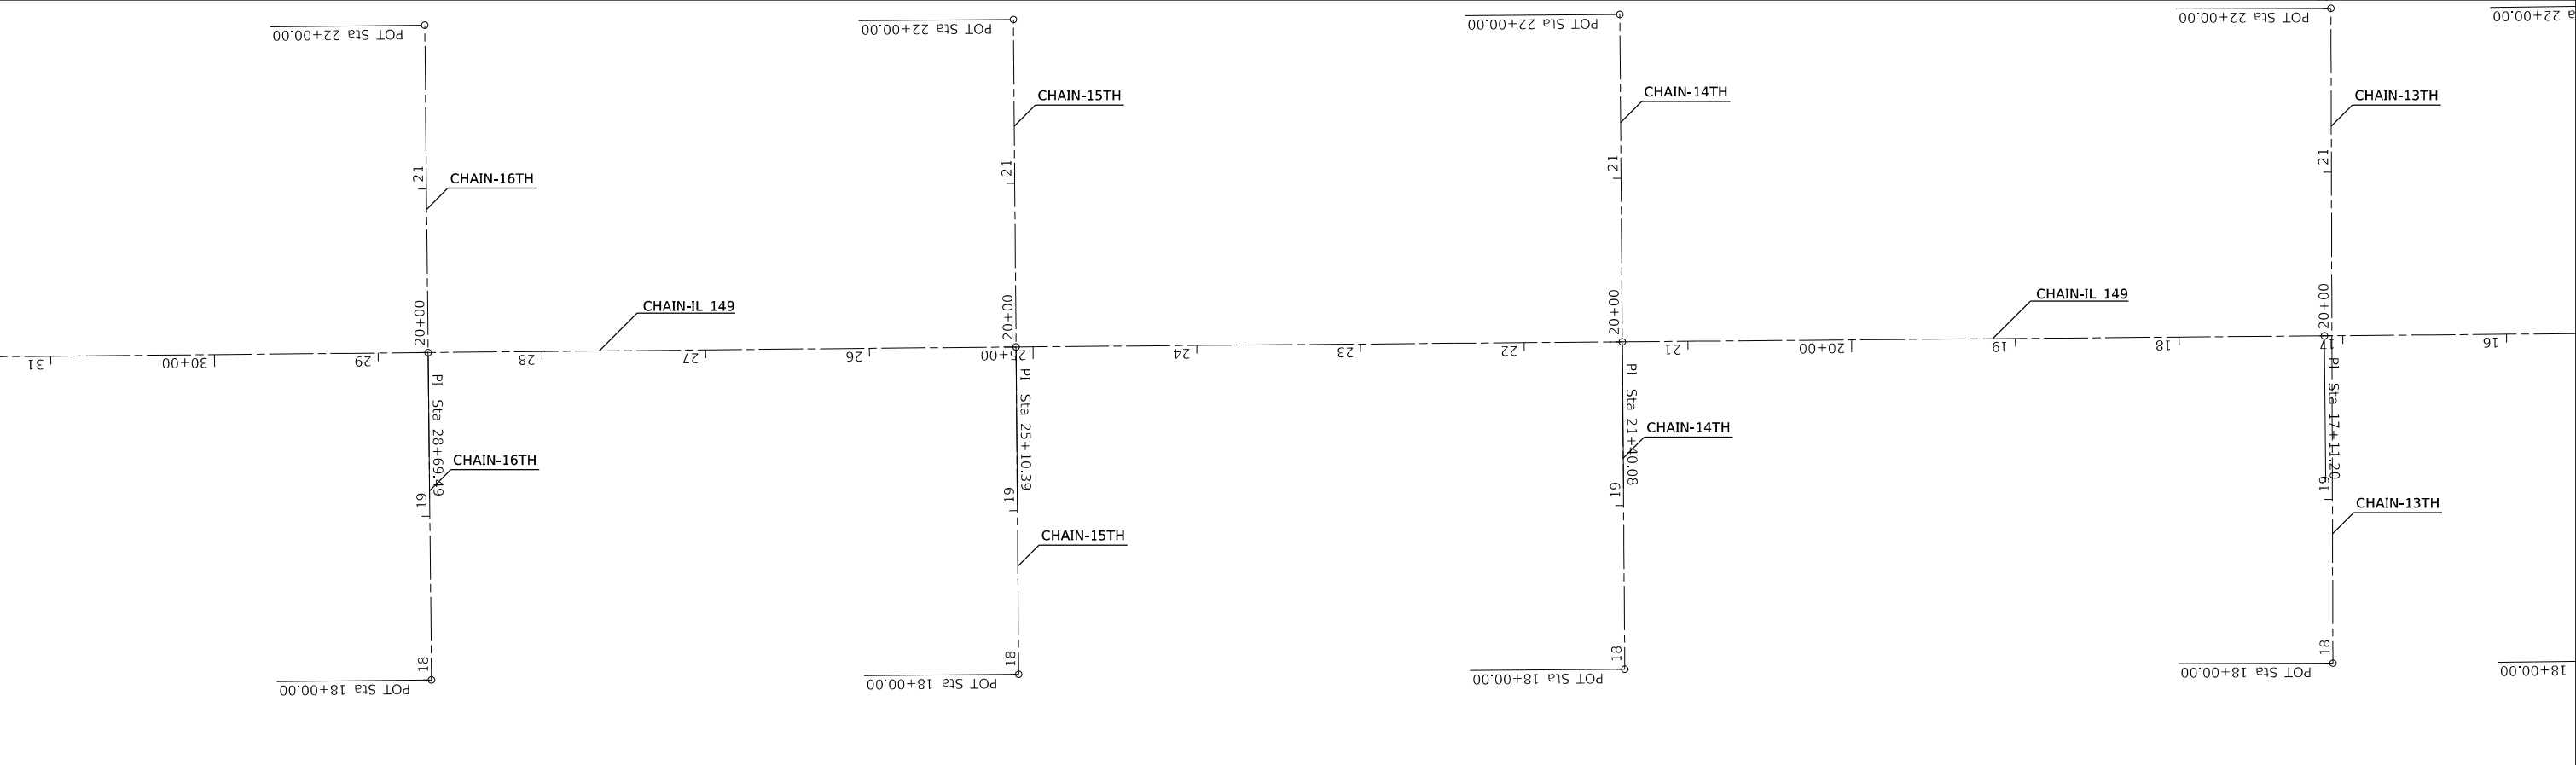 POT Sta 22+00.00
POT Sta 22+00.00
POT Sta 22+00.00
POT Sta 22+00.00
22+00.00
CHAIN-15TH
CHAIN-14TH
CHAIN-13TH
21
21
21
21
CHAIN-16TH
20+00
20+00
20+00
20+00
CHAIN-IL 149
CHAIN-IL 149
31
30+00
29
28
27
26
25+00
24
23
22
21
20+00
19
18
17
16
PI Sta 28+69.49
PI Sta 25+10.39
PI Sta 21+40.08
PI Sta 17+11.20
CHAIN-16TH
CHAIN-14TH
19
19
19
19
CHAIN-13TH
CHAIN-15TH
18
18
18
18
POT Sta 18+00.00
POT Sta 18+00.00
POT Sta 18+00.00
POT Sta 18+00.00
18+00.00